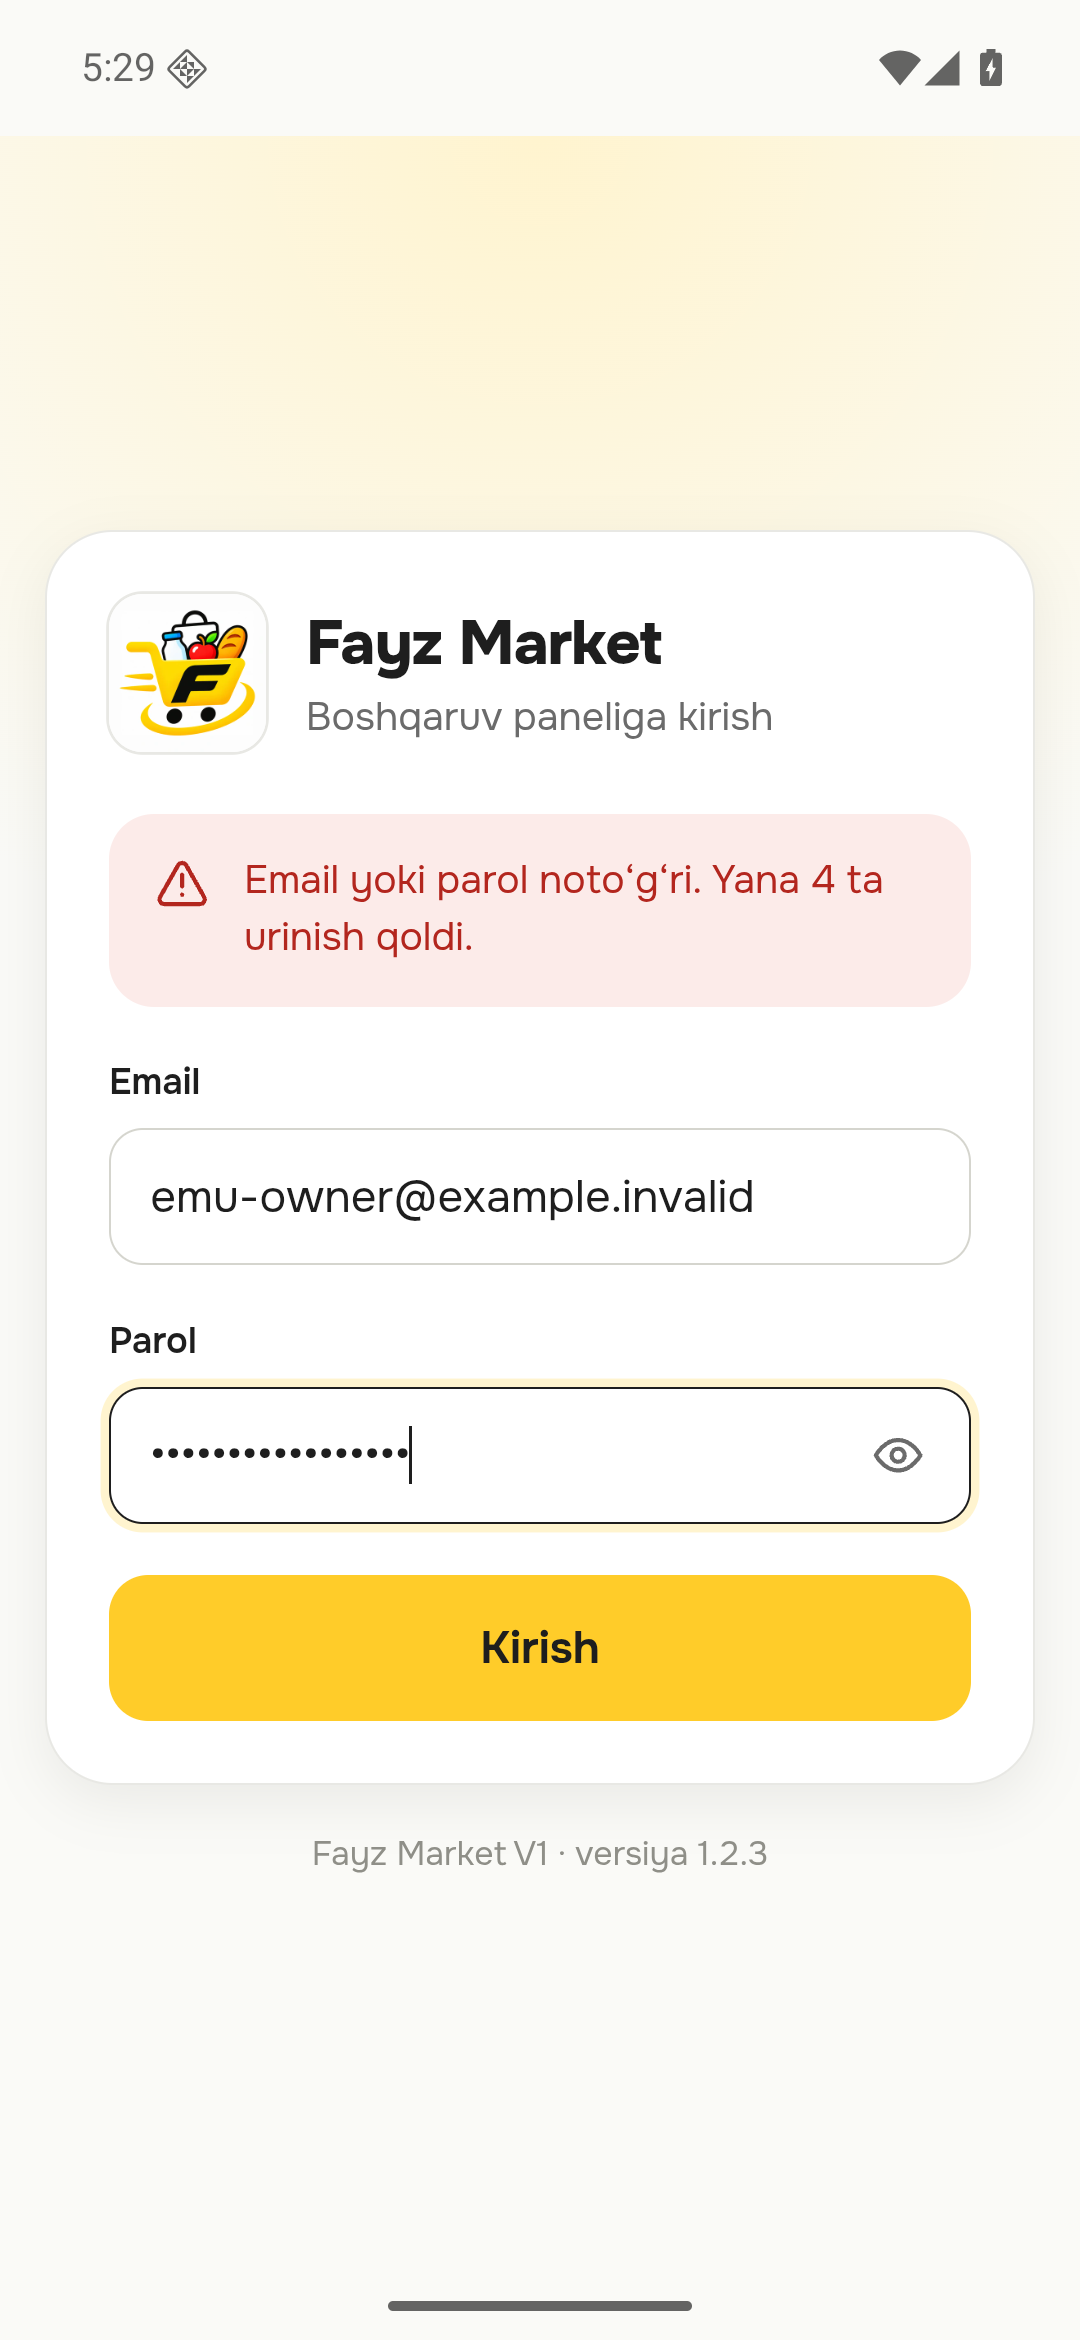 5:29
F
Fayz Market
Boshqaruv paneliga kirish
Email yoki parol noto‘g‘ri. Yana 4 ta
urinish qoldi.
Email
emu-owner@example.invalid
Parol
•••••••••••••••••
Kirish
Fayz Market V1 · versiya 1.2.3